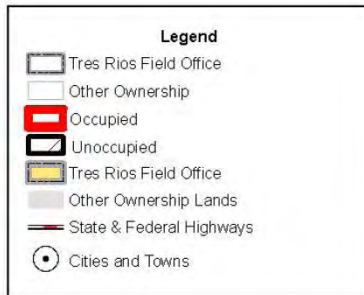 Legend
Tres Rios Field Office
Other Ownership
Occupied
Unoccupied
Tres Rios Field Office
Other Ownership Lands
State & Federal Highways
Cities and Towns